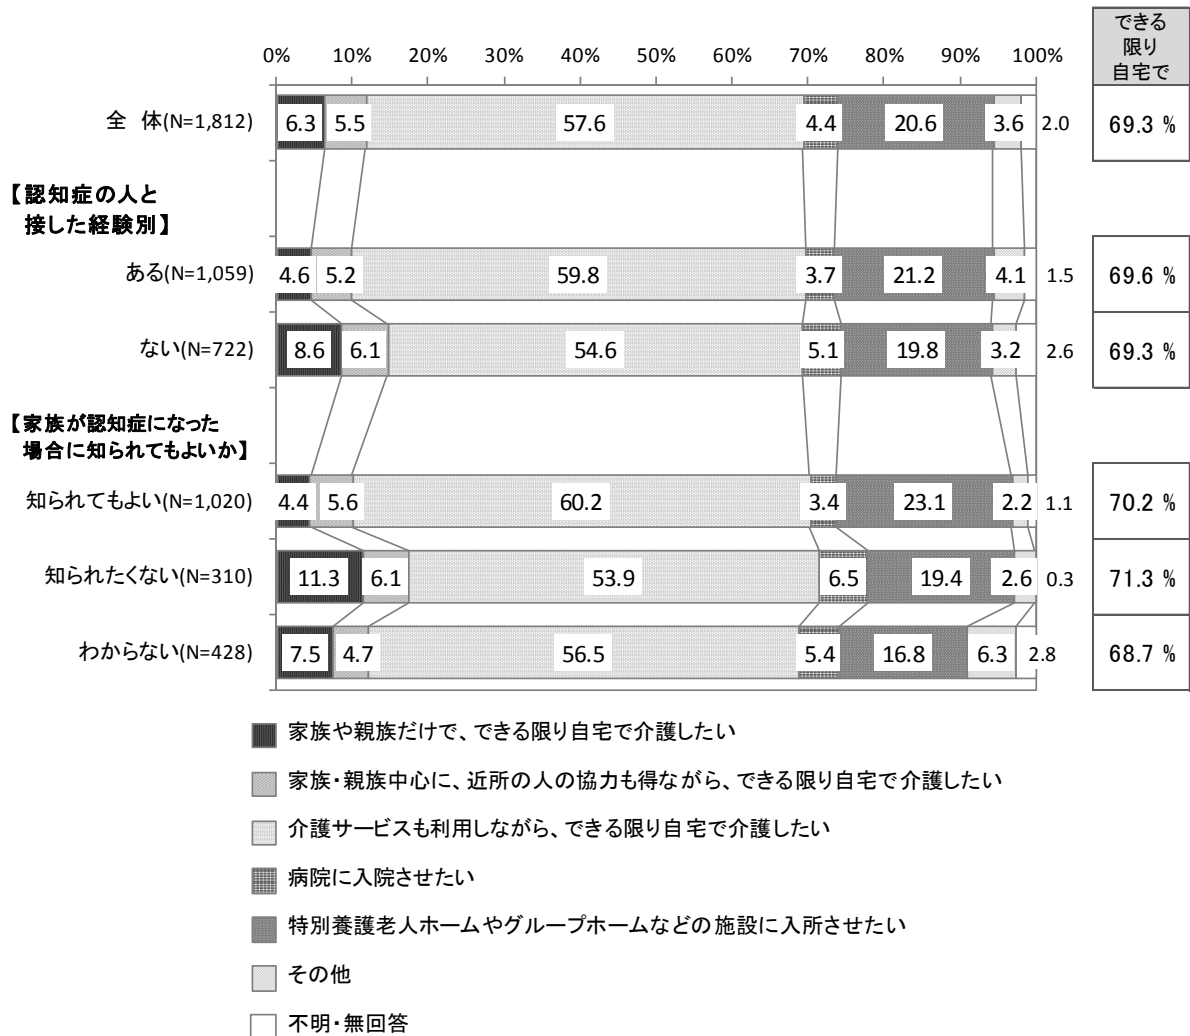 できる
限り
自宅で
0% 10% 20% 30% 40% 50% 60% 70% 80% 90% 100%
全 体(N=1,812) 6.3 5.5 57.6 4.4 20.6 3.6 2.0 69.3 %
【認知症の人と
接した経験別】
ある(N=1,059) 4.6 5.2 59.8 3.7 21.2 4.1 1.5 69.6 %
ない(N=722) 8.6 6.1 54.6 5.1 19.8 3.2 2.6 69.3 %
【家族が認知症になった
場合に知られてもよいか】
知られてもよい(N=1,020) 4.4 5.6 60.2 3.4 23.1 2.2 1.1 70.2 %
知られたくない(N=310) 11.3 6.1 53.9 6.5 19.4 2.6 0.3 71.3 %
わからない(N=428) 7.5 4.7 56.5 5.4 16.8 6.3 2.8 68.7 %
家族や親族だけで、できる限り自宅で介護したい
家族・親族中心に、近所の人の協力も得ながら、できる限り自宅で介護したい
介護サービスも利用しながら、できる限り自宅で介護したい
病院に入院させたい
特別養護老人ホームやグループホームなどの施設に入所させたい
その他
不明・無回答